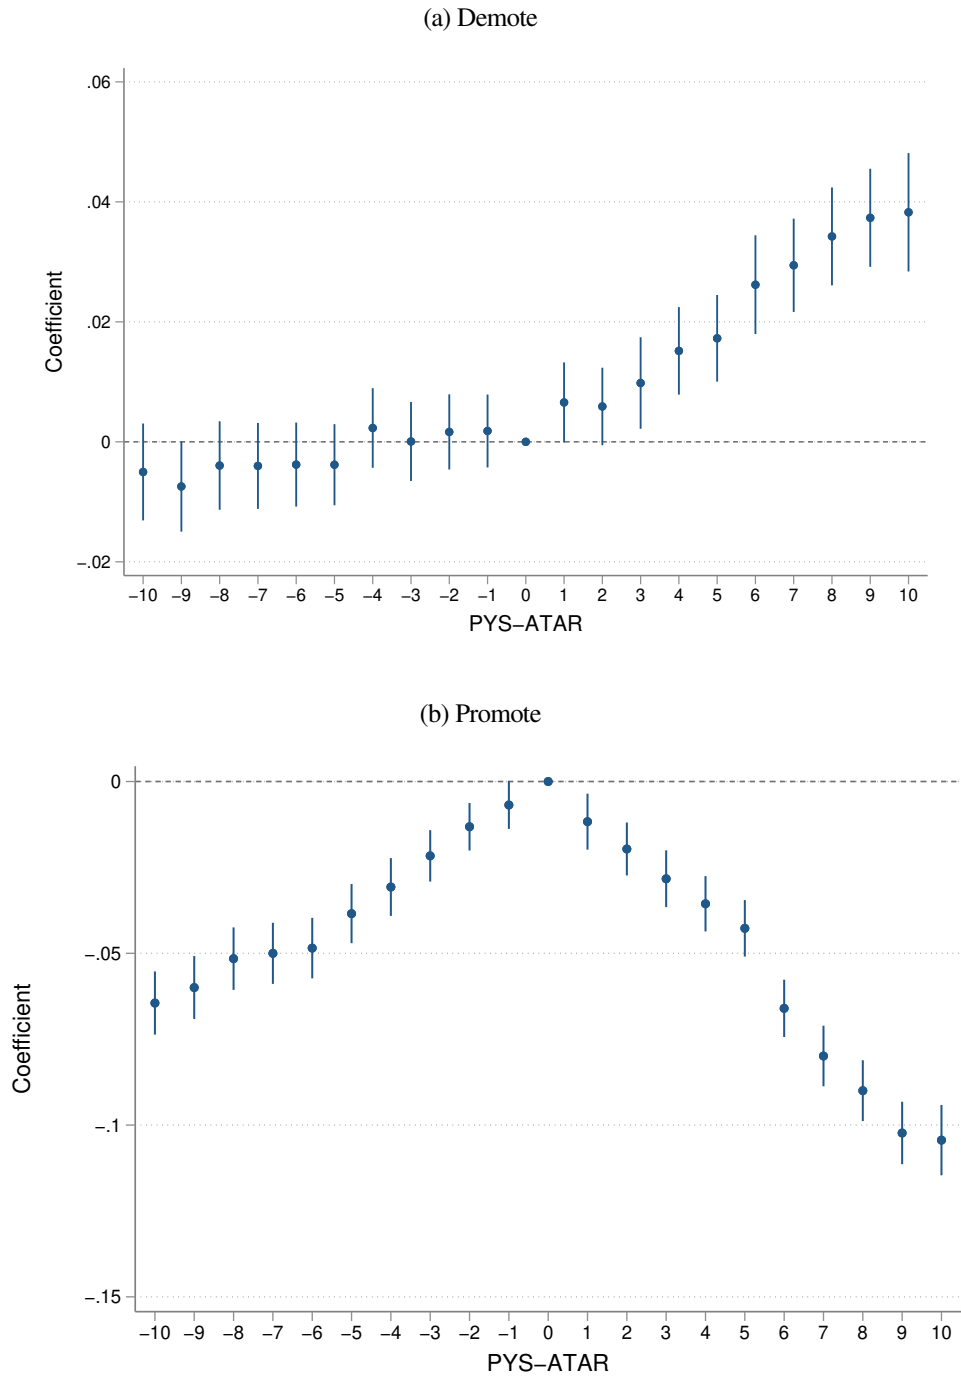 (a) Demote
.06
.04
.02
0
−.02
Coefficient
−10 −9 −8 −7 −6 −5 −4 −3 −2 −1 0 1 2 3 4 5 6 7 8 9 10
PYS−ATAR
(b) Promote
0
−.05
−.1
−.15
Coefficient
−10 −9 −8 −7 −6 −5 −4 −3 −2 −1 0 1 2 3 4 5 6 7 8 9 10
PYS−ATAR